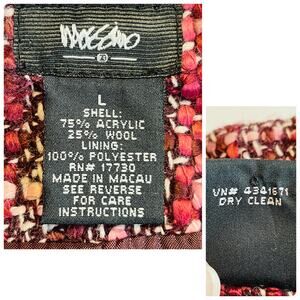 MOSSIMO
L
SHELL:
75% ACRYLIC
25% WOOL
LINING:
100% POLYESTER
RN# 17730
MADE IN MACAU
SEE REVERSE
FOR CARE
INSTRUCTIONS
VN# 4341671
DRY CLEAN